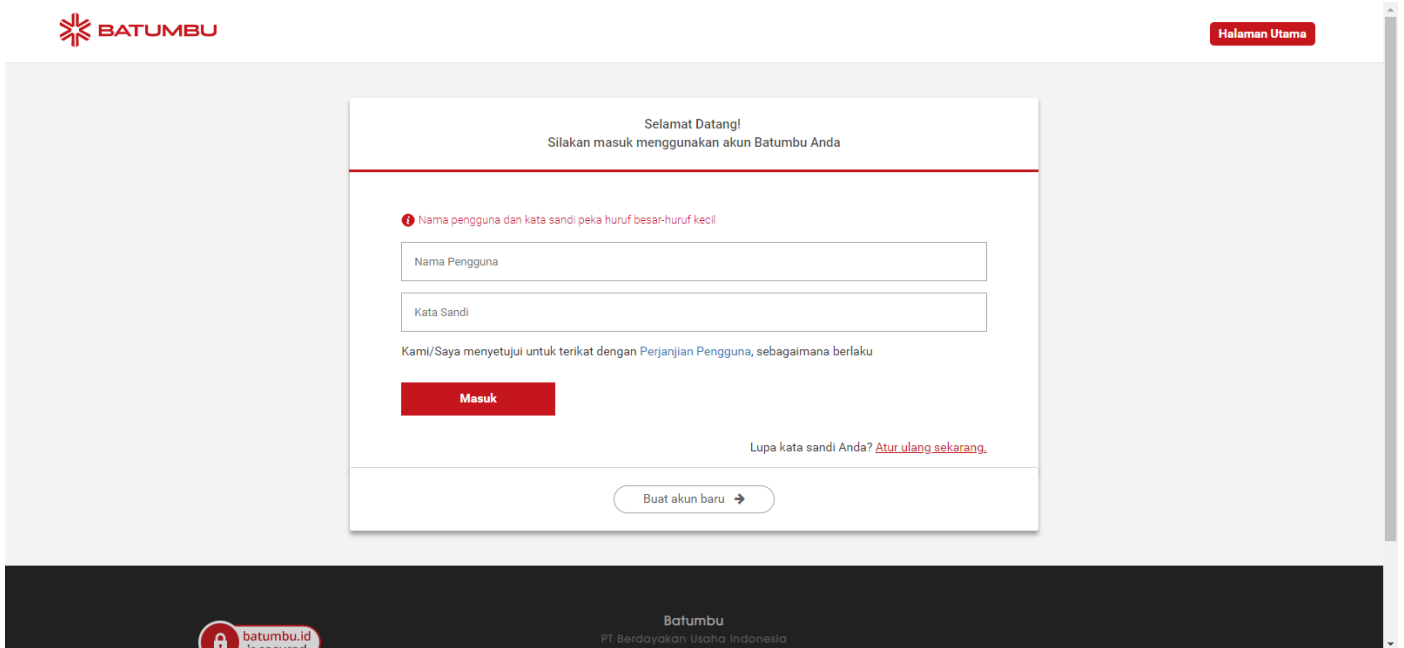 BATUMBU
Halaman Utama
Selamat Datang!
Silakan masuk menggunakan akun Batumbu Anda
Nama pengguna dan kata sandi peka huruf besar-huruf kecil
Nama Pengguna
Kata Sandi
Kami/Saya menyetujui untuk terikat dengan Perjanjian Pengguna, sebagaimana berlaku
Masuk
Lupa kata sandi Anda? Atur ulang sekarang.
Buat akun baru
Batumbu
PT Berdayakan Usaha Indonesia
batumbu.id
is secured